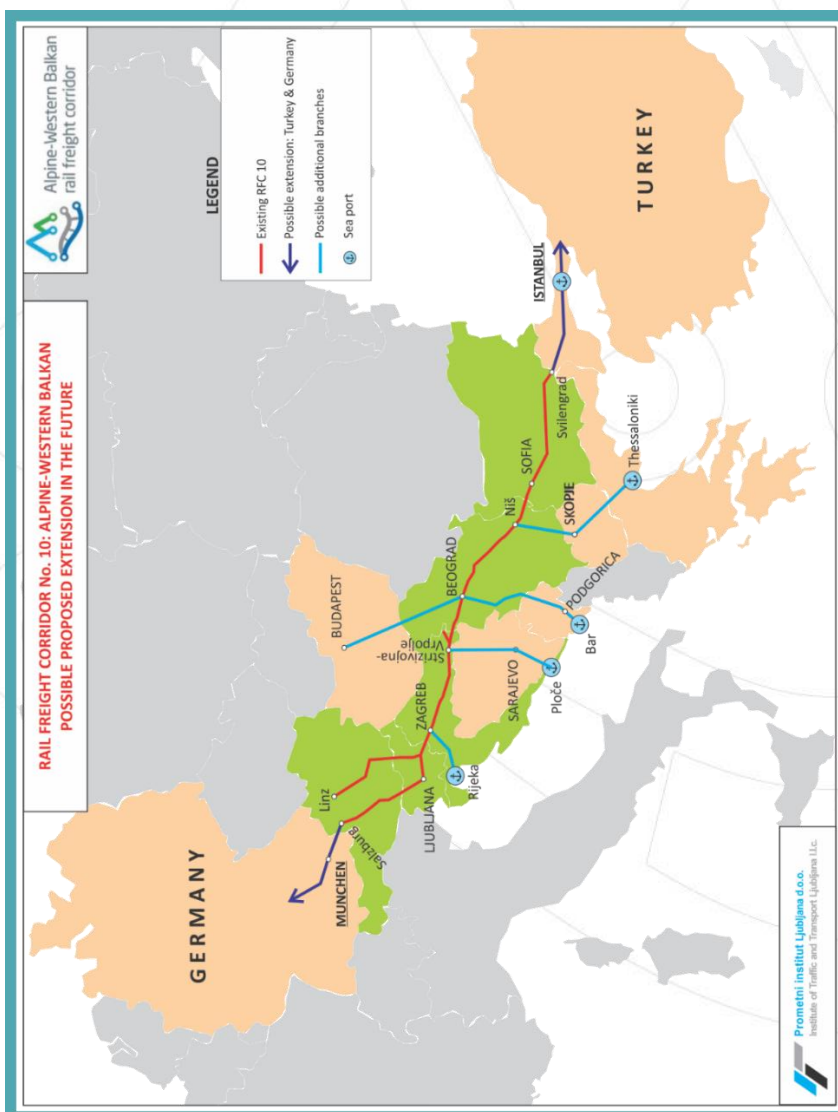 RAIL FREIGHT CORRIDOR No. 10: ALPINE-WESTERN BALKAN
POSSIBLE PROPOSED EXTENSION IN THE FUTURE
Alpine-Western Balkan
rail freight corridor
LEGEND
Existing RFC 10
Possible extension: Turkey & Germany
Possible additional branches
Sea port
GERMANY
MUNCHEN
Salzburg
Linz
LJUBLJANA
Rijeka
ZAGREB
BUDAPEST
Strizivojna-
Vrpolje
SARAJEVO
Ploče
BEOGRAD
PODGORICA
Bar
Niš
SKOPJE
SOFIA
Thessaloniki
Svilengrad
ISTANBUL
TURKEY
Prometni institut Ljubljana d.o.o.
Institute of Traffic and Transport Ljubljana l.l.c.